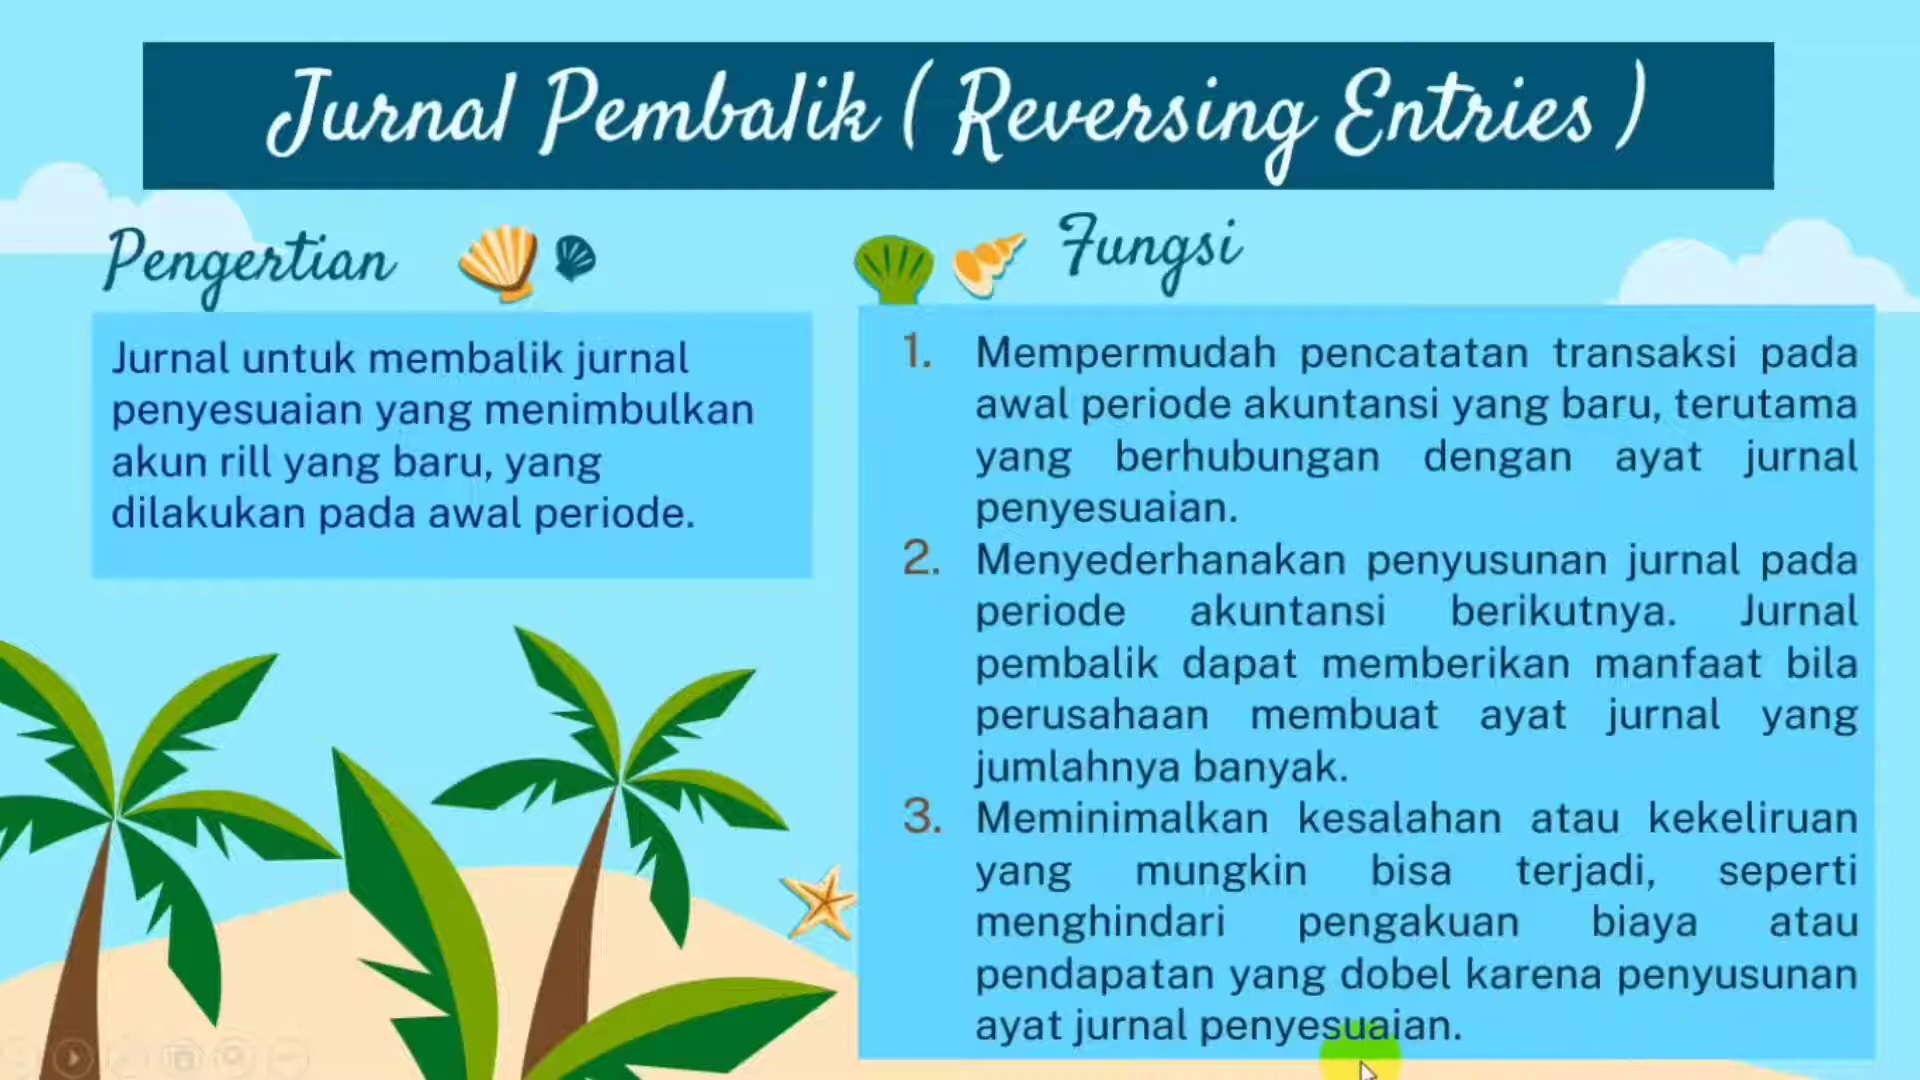 Jurnal Pembalik ( Reversing Entries )
Pengertian
Jurnal untuk membalik jurnal
penyesuaian yang menimbulkan
akun rill yang baru, yang
dilakukan pada awal periode.
Fungsi
1. Mempermudah pencatatan transaksi pada
awal periode akuntansi yang baru, terutama
yang berhubungan dengan ayat jurnal
penyesuaian.
2. Menyederhanakan penyusunan jurnal pada
periode akuntansi berikutnya. Jurnal
pembalik dapat memberikan manfaat bila
perusahaan membuat ayat jurnal yang
jumlahnya banyak.
3. Meminimalkan kesalahan atau kekeliruan
yang mungkin bisa terjadi, seperti
menghindari pengakuan biaya atau
pendapatan yang dobel karena penyusunan
ayat jurnal penyesuaian.